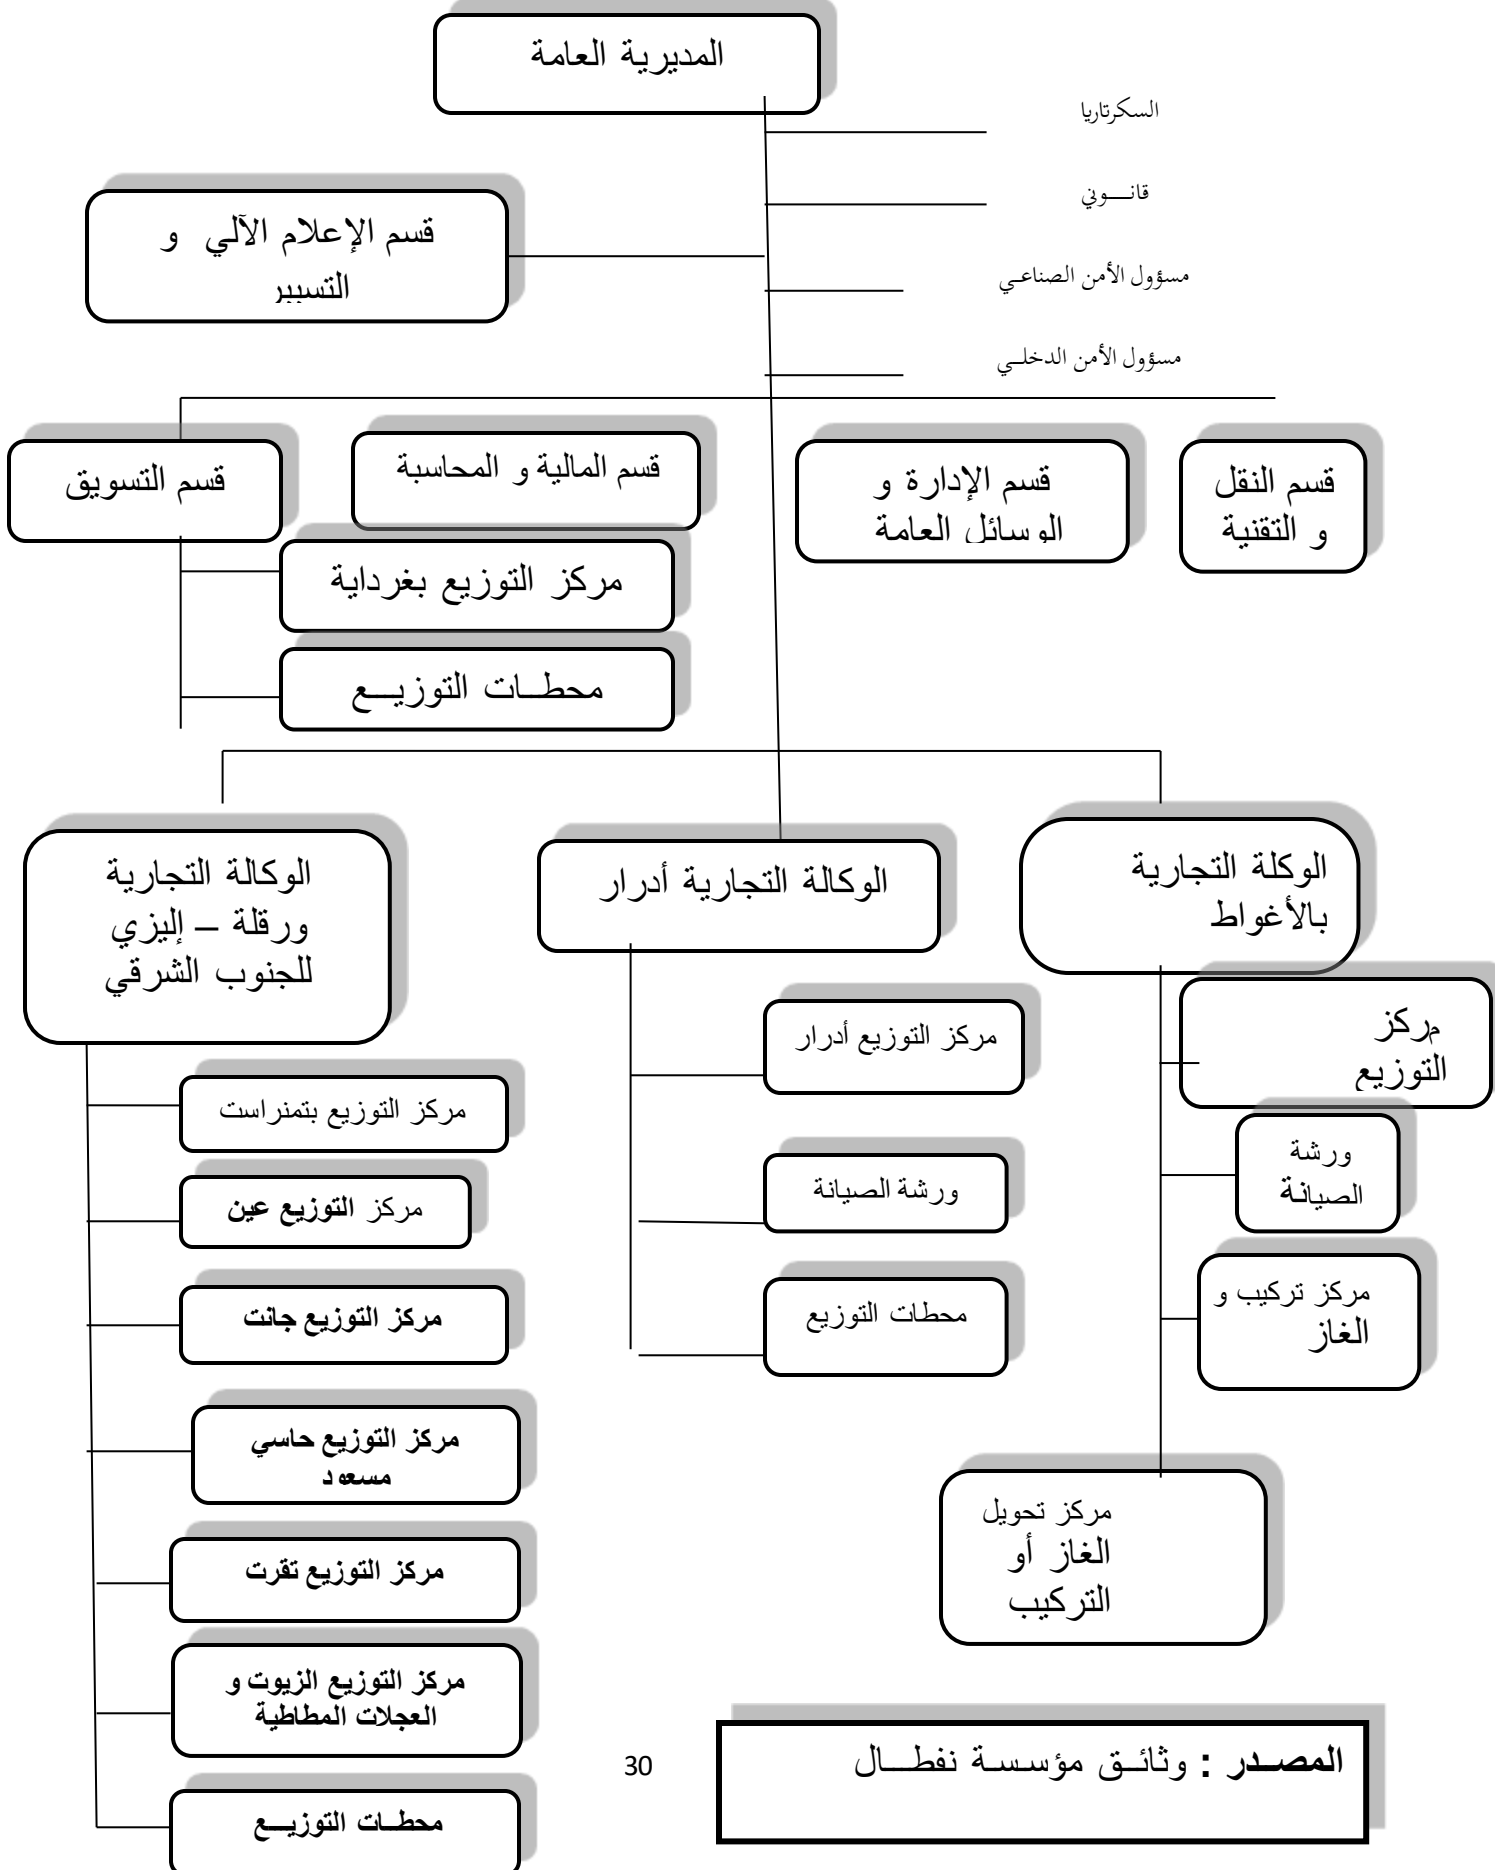 المديرية العامة
السكرتاريا
قانـــوني
قسم الإعلام الآلي و
التسيير
مسؤول الأمن الصناعـي
مسؤول الأمن الدخلــي
قسم النقل
و التقنية
قسم الإدارة و
الوسائل العامة
قسم المالية و المحاسبة
قسم التسويق
مركز التوزيع بغرداية
محطــات التوزيــع
الوكلة التجارية
بالأغواط
الوكالة التجارية أدرار
الوكالة التجارية
ورقلة – إليزي
للجنوب الشرقي
مركز
التوزيع
ورشة
الصيانة
مركز تركيب و
الغاز
مركز تحويل
الغاز أو
التركيب
مركز التوزيع أدرار
ورشة الصيانة
محطات التوزيع
مركز التوزيع بتمنراست
مركز التوزيع عين
مركز التوزيع جانت
مركز التوزيع حاسي
مسعود
مركز التوزيع تقرت
مركز التوزيع الزيوت و
العجلات المطاطية
محطــات التوزيــع
المصــدر : وثائــق مؤسسة نفطـــال
30